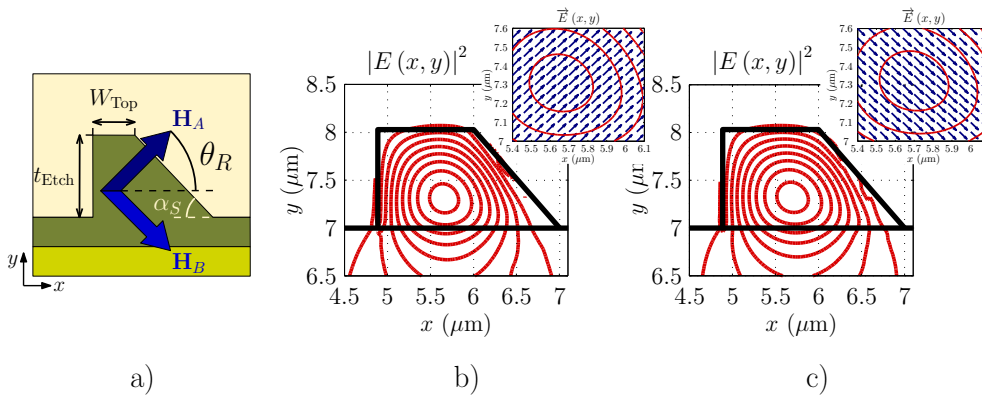 W_Top
H_A
θ_R
t_Etch
α_S
H_B
y
x
a)
|E (x, y)|²
8.5
8
7.5
7
6.5
y (μm)
4.5 5 5.5 6 6.5 7
x (μm)
E⃗ (x, y)
7.6
7.5
7.4
7.3
7.2
7.1
7
y (μm)
5.4 5.5 5.6 5.7 5.8 5.9 6 6.1
x (μm)
b)
|E (x, y)|²
8.5
8
7.5
7
6.5
y (μm)
4.5 5 5.5 6 6.5 7
x (μm)
E⃗ (x, y)
7.6
7.5
7.4
7.3
7.2
7.1
7
y (μm)
5.4 5.5 5.6 5.7 5.8 5.9 6
x (μm)
c)